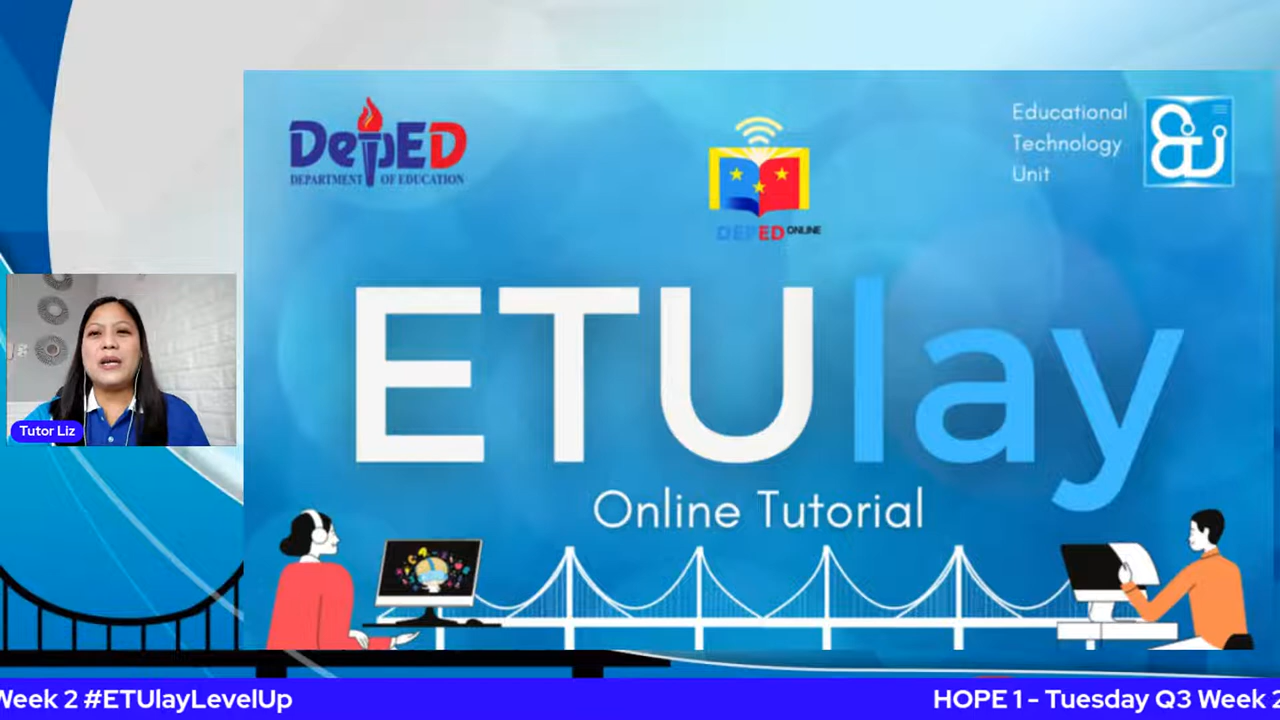 DepED
DEPARTMENT OF EDUCATION
DEPED ONLINE
Educational
Technology
Unit
ETUlay
Online Tutorial
Tutor Liz
Week 2 #ETUlayLevelUp
HOPE 1 - Tuesday Q3 Week 2